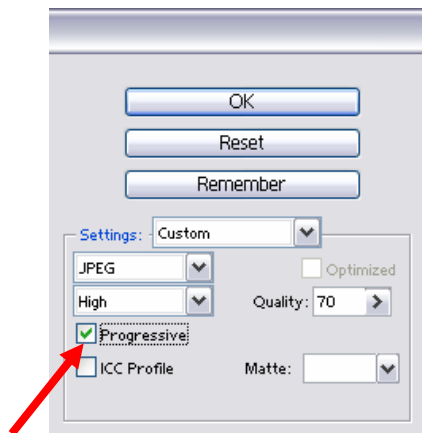 OK
Reset
Remember
Settings: Custom
JPEG Optimized
High Quality: 70
Progressive
ICC Profile Matte: